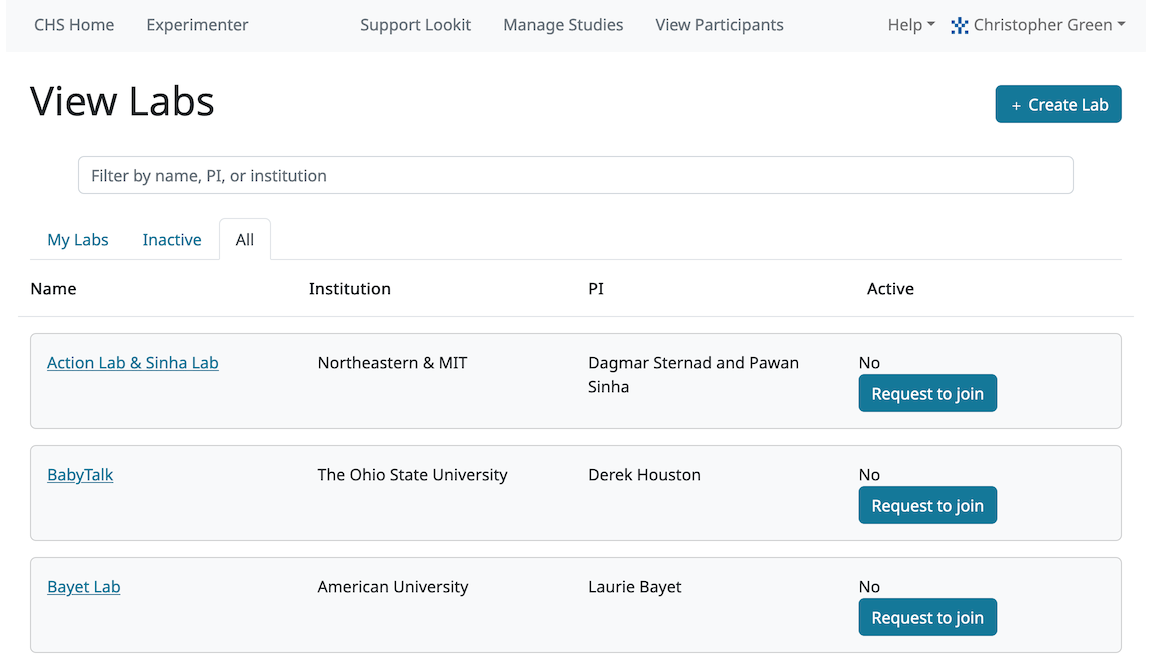 CHS Home Experimenter Support Lookit Manage Studies View Participants Help Christopher Green
View Labs
+ Create Lab
Filter by name, PI, or institution
My Labs Inactive All
Name Institution PI Active
Action Lab & Sinha Lab Northeastern & MIT Dagmar Sternad and Pawan No
Sinha
Request to join
BabyTalk The Ohio State University Derek Houston No
Request to join
Bayet Lab American University Laurie Bayet No
Request to join